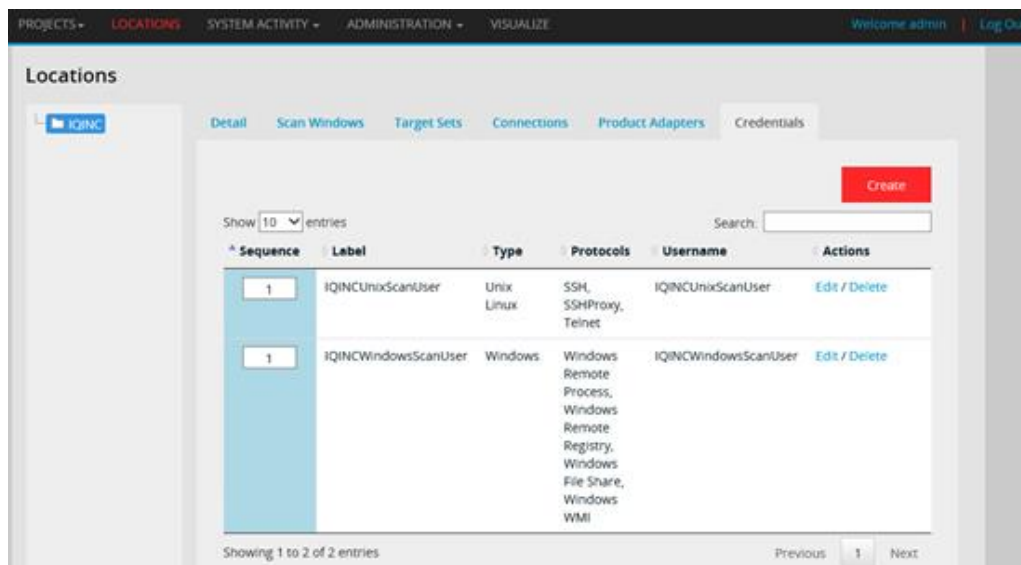 PROJECTS LOCATIONS SYSTEM ACTIVITY ADMINISTRATION VISUALIZE Welcome admin | Log Ou
Locations
IQINC
Detail Scan Windows Target Sets Connections Product Adapters Credentials
Create
Show 10 entries Search:
Sequence Label Type Protocols Username Actions
1 IQINCUnixScanUser Unix SSH, IQINCUnixScanUser Edit / Delete
Linux SSHProxy,
Telnet
1 IQINCWindowsScanUser Windows Windows IQINCWindowsScanUser Edit / Delete
Remote
Process,
Windows
Remote
Registry,
Windows
File Share,
Windows
WMI
Showing 1 to 2 of 2 entries Previous 1 Next